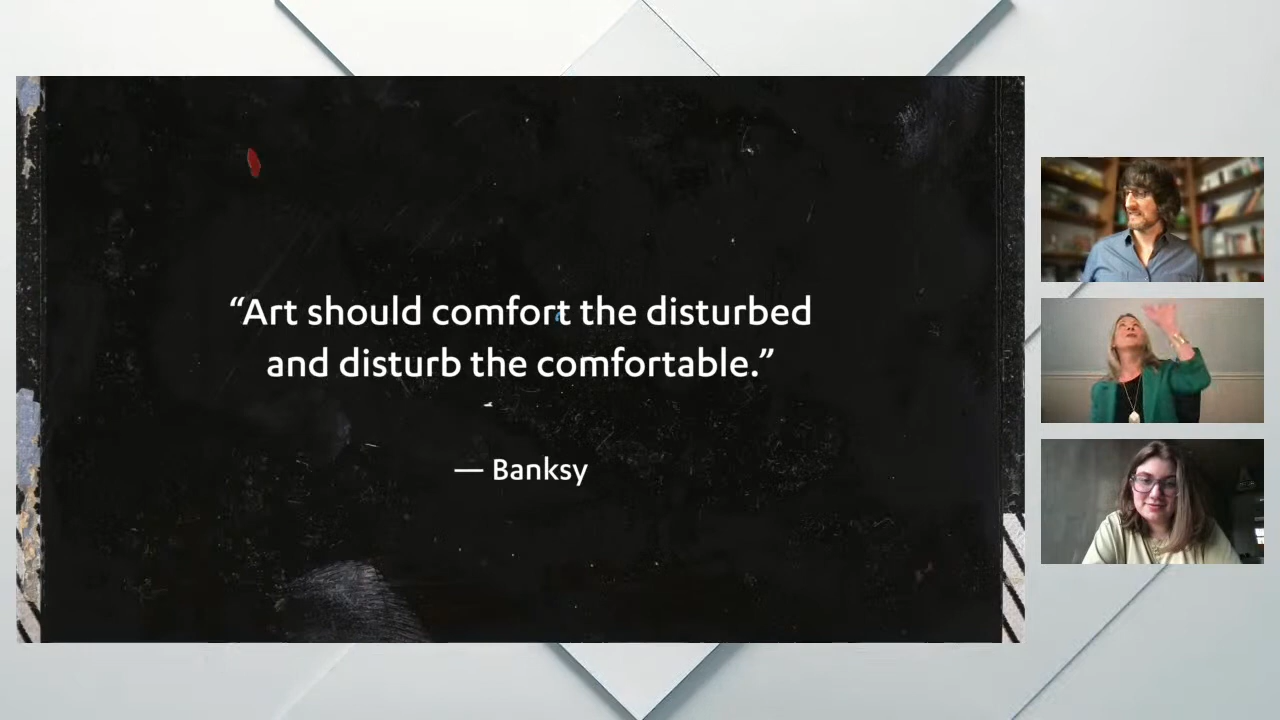 “Art should comfort the disturbed
and disturb the comfortable.”
— Banksy